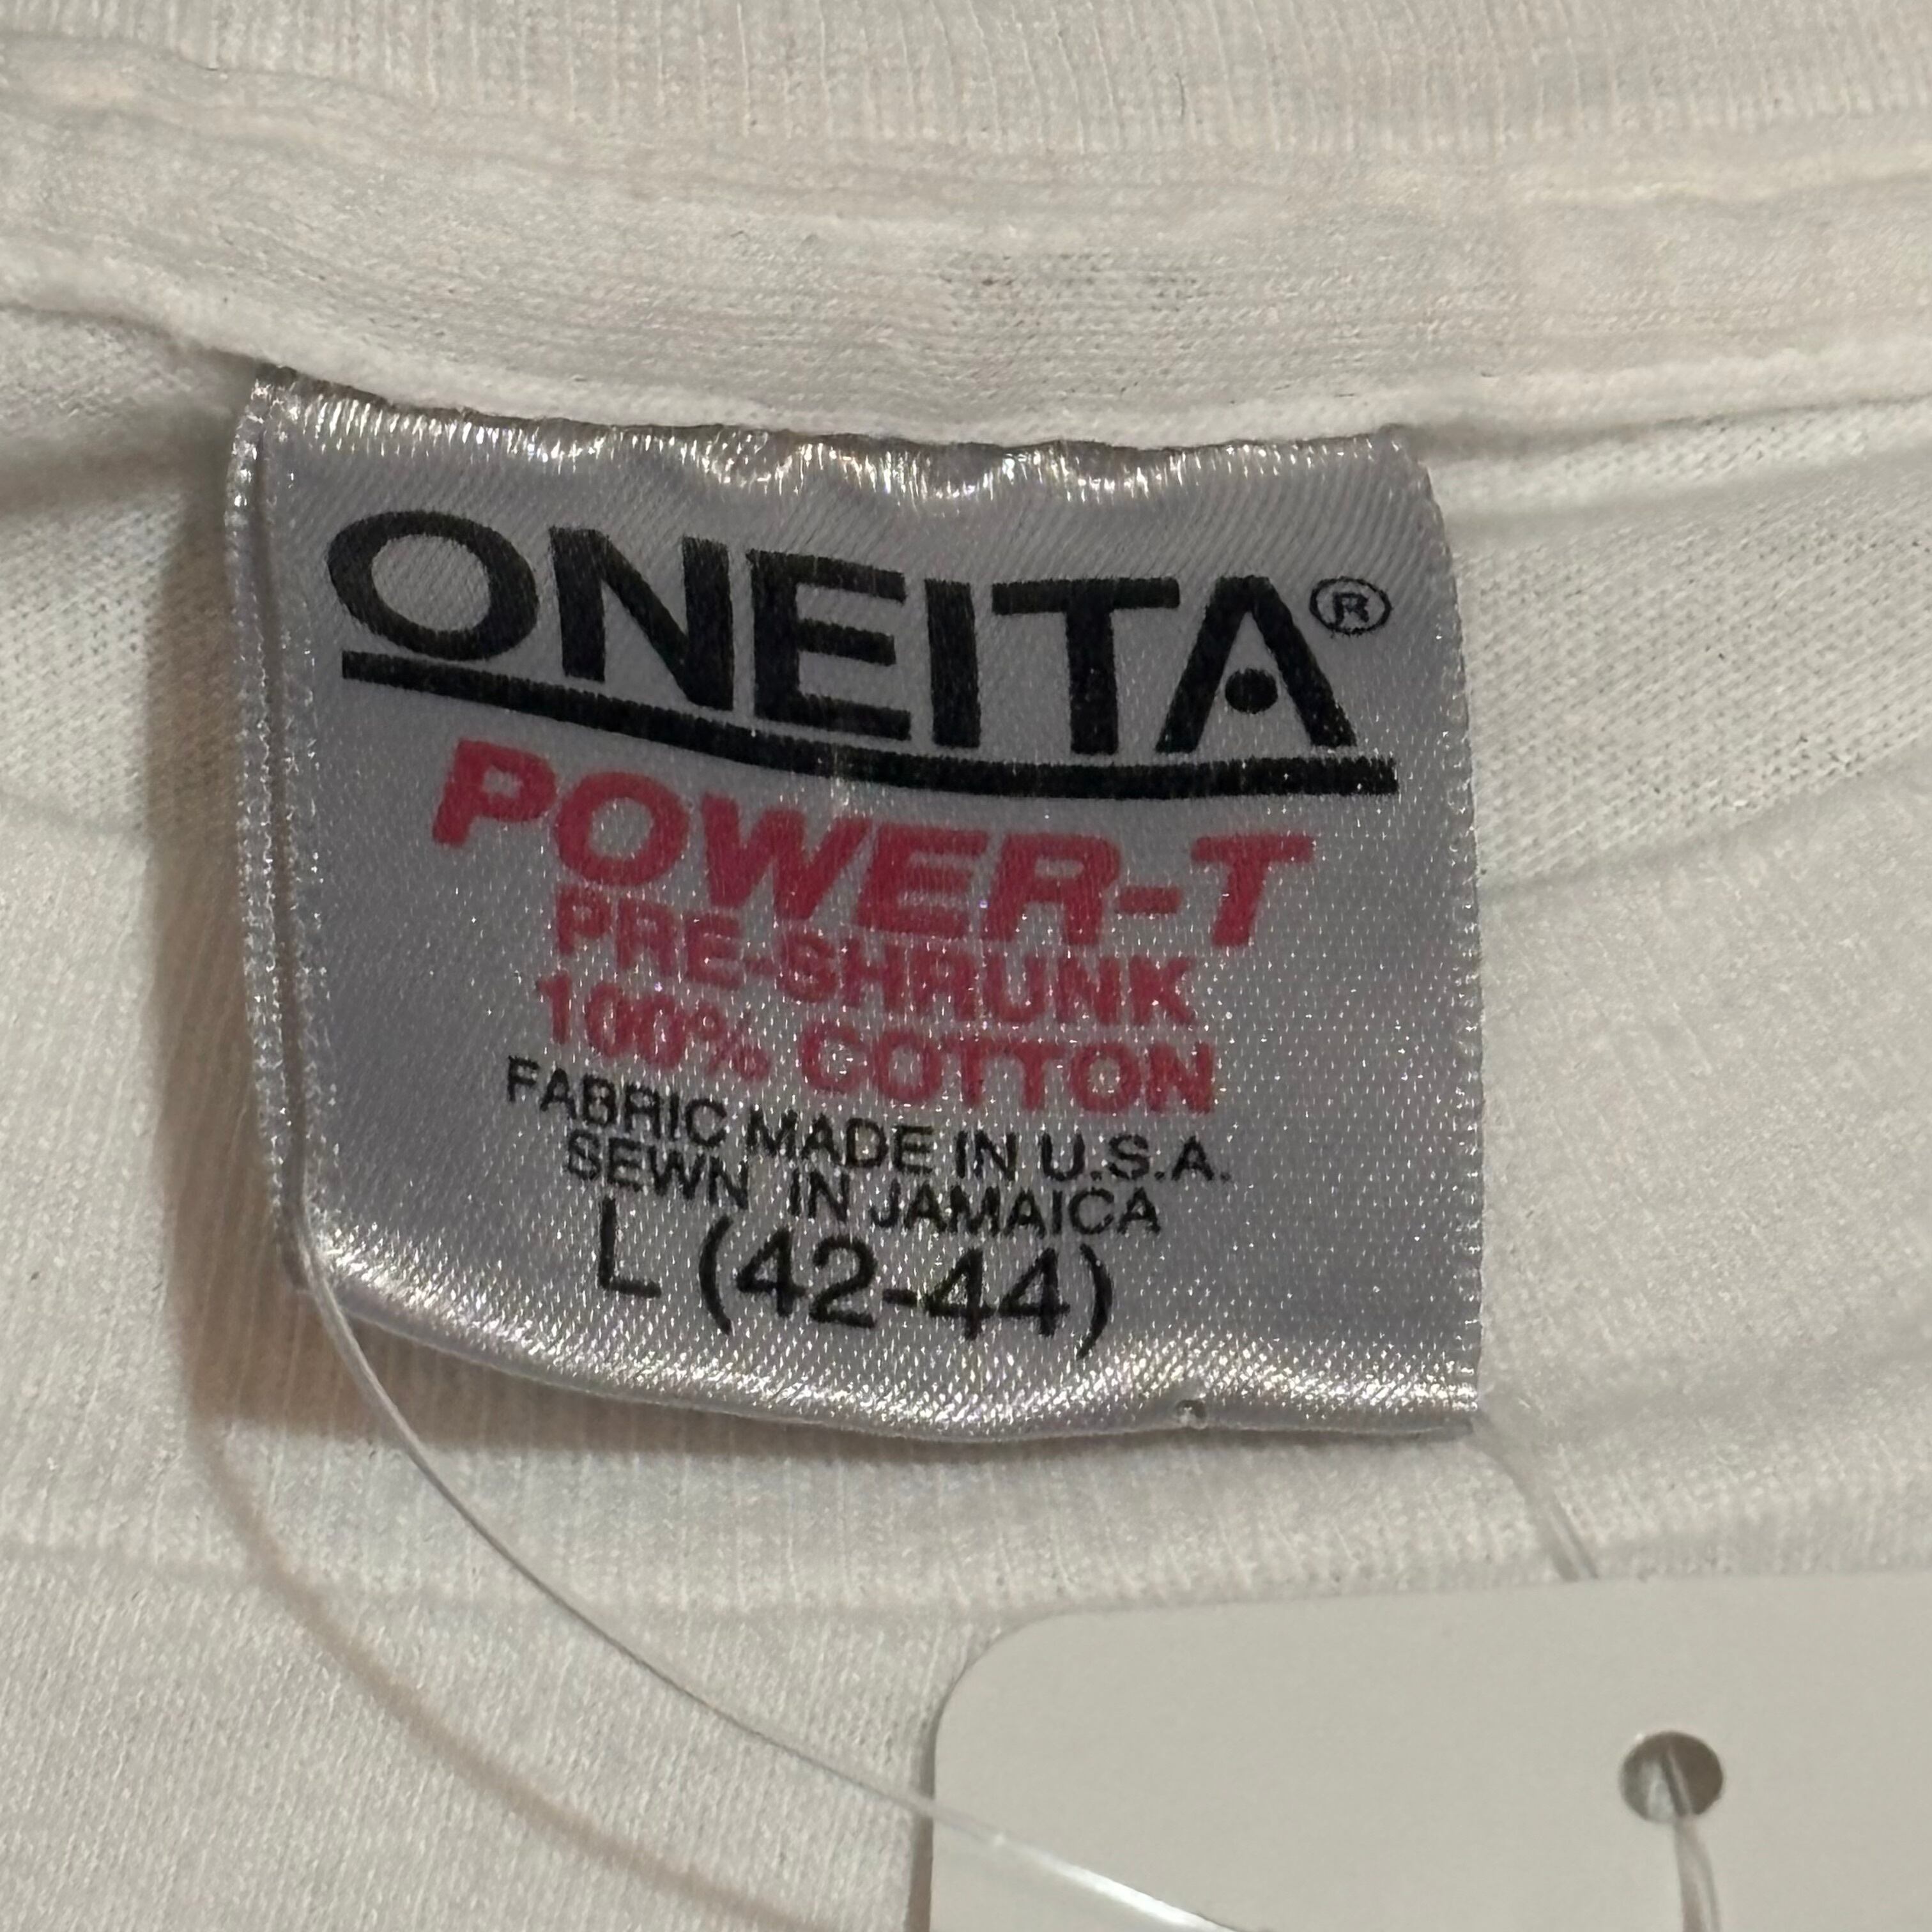 ONEITA®
POWER-T
PRE-SHRUNK
100% COTTON
FABRIC MADE IN U.S.A.
SEWN IN JAMAICA
L (42-44)